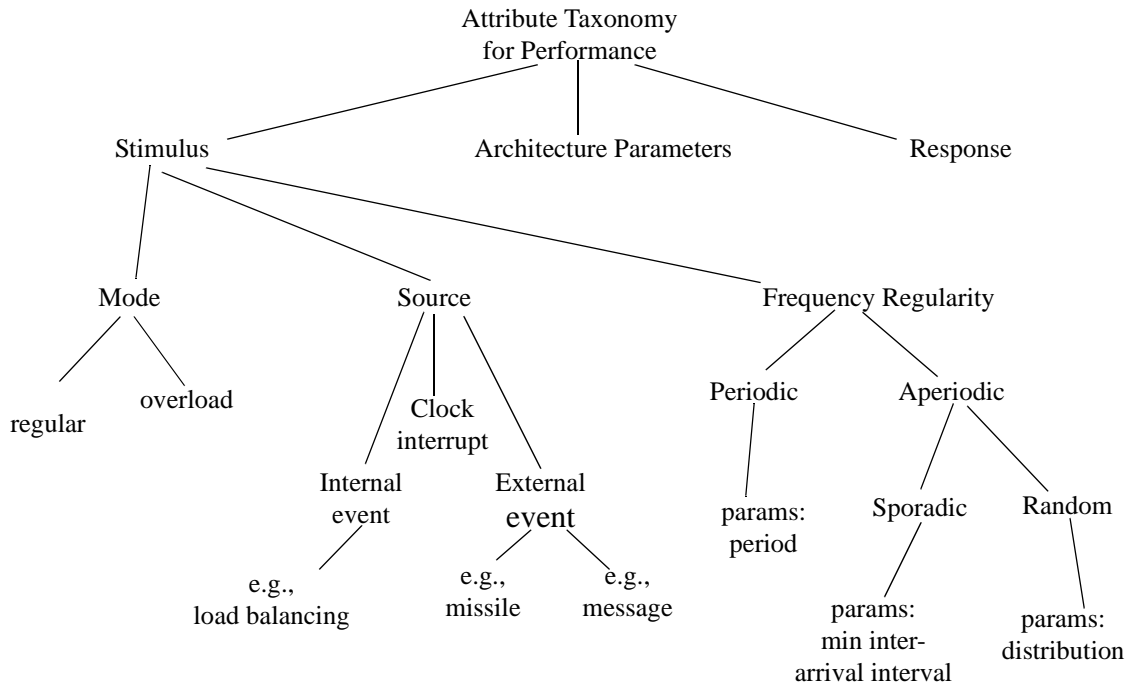 Attribute Taxonomy
for Performance
Stimulus
Architecture Parameters
Response
Mode
Source
Frequency Regularity
regular
overload
Clock
interrupt
Periodic
Aperiodic
Internal
event
External
event
params:
period
Sporadic
Random
e.g.,
load balancing
e.g.,
missile
e.g.,
message
params:
min inter-
arrival interval
params:
distribution